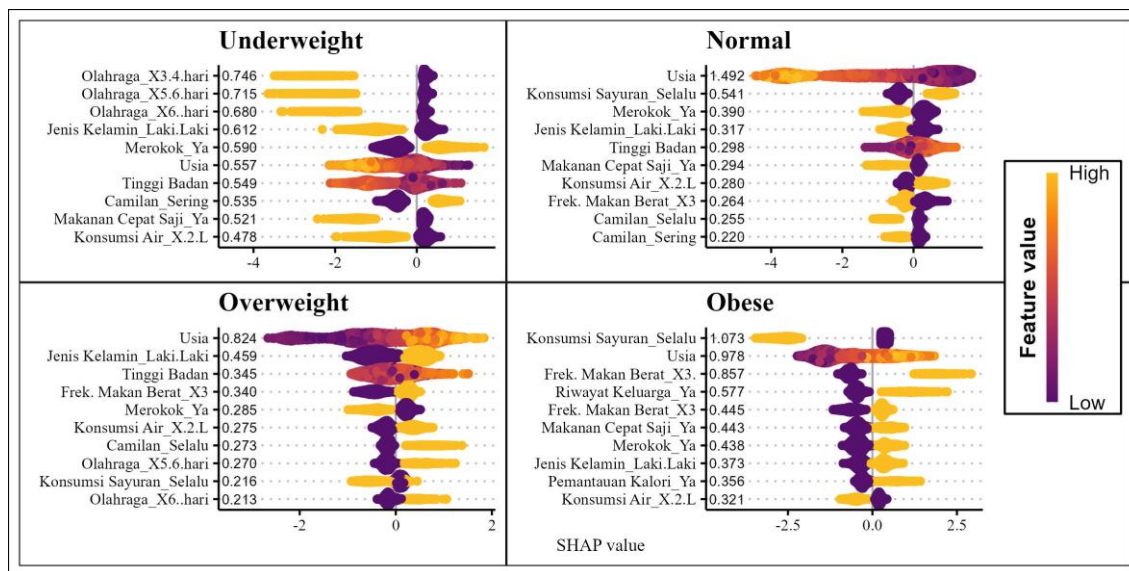 Underweight
Olahraga_X3.4.hari 0.746
Olahraga_X5.6.hari 0.715
Olahraga_X6..hari 0.680
Jenis Kelamin_Laki.Laki 0.612
Merokok_Ya 0.590
Usia 0.557
Tinggi Badan 0.549
Camilan_Sering 0.535
Makanan Cepat Saji_Ya 0.521
Konsumsi Air_X.2.L 0.478
-4 -2 0
Normal
Usia 1.492
Konsumsi Sayuran_Selalu 0.541
Merokok_Ya 0.390
Jenis Kelamin_Laki.Laki 0.317
Tinggi Badan 0.298
Makanan Cepat Saji_Ya 0.294
Konsumsi Air_X.2.L 0.280
Frek. Makan Berat_X3 0.264
Camilan_Selalu 0.255
Camilan_Sering 0.220
-4 -2 0
Overweight
Usia 0.824
Jenis Kelamin_Laki.Laki 0.459
Tinggi Badan 0.345
Frek. Makan Berat_X3 0.340
Merokok_Ya 0.285
Konsumsi Air_X.2.L 0.275
Camilan_Selalu 0.273
Olahraga_X5.6.hari 0.270
Konsumsi Sayuran_Selalu 0.216
Olahraga_X6..hari 0.213
-2 0 2
Obese
Konsumsi Sayuran_Selalu 1.073
Usia 0.978
Frek. Makan Berat_X3. 0.857
Riwayat Keluarga_Ya 0.577
Frek. Makan Berat_X3 0.445
Makanan Cepat Saji_Ya 0.443
Merokok_Ya 0.438
Jenis Kelamin_Laki.Laki 0.373
Pemantauan Kalori_Ya 0.356
Konsumsi Air_X.2.L 0.321
-2.5 0.0 2.5
SHAP value
High
Feature value
Low